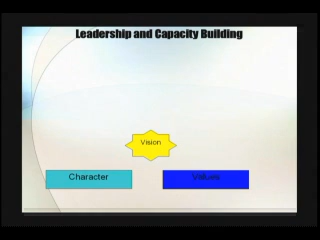 Leadership and Capacity Building
Vision
Character
Values